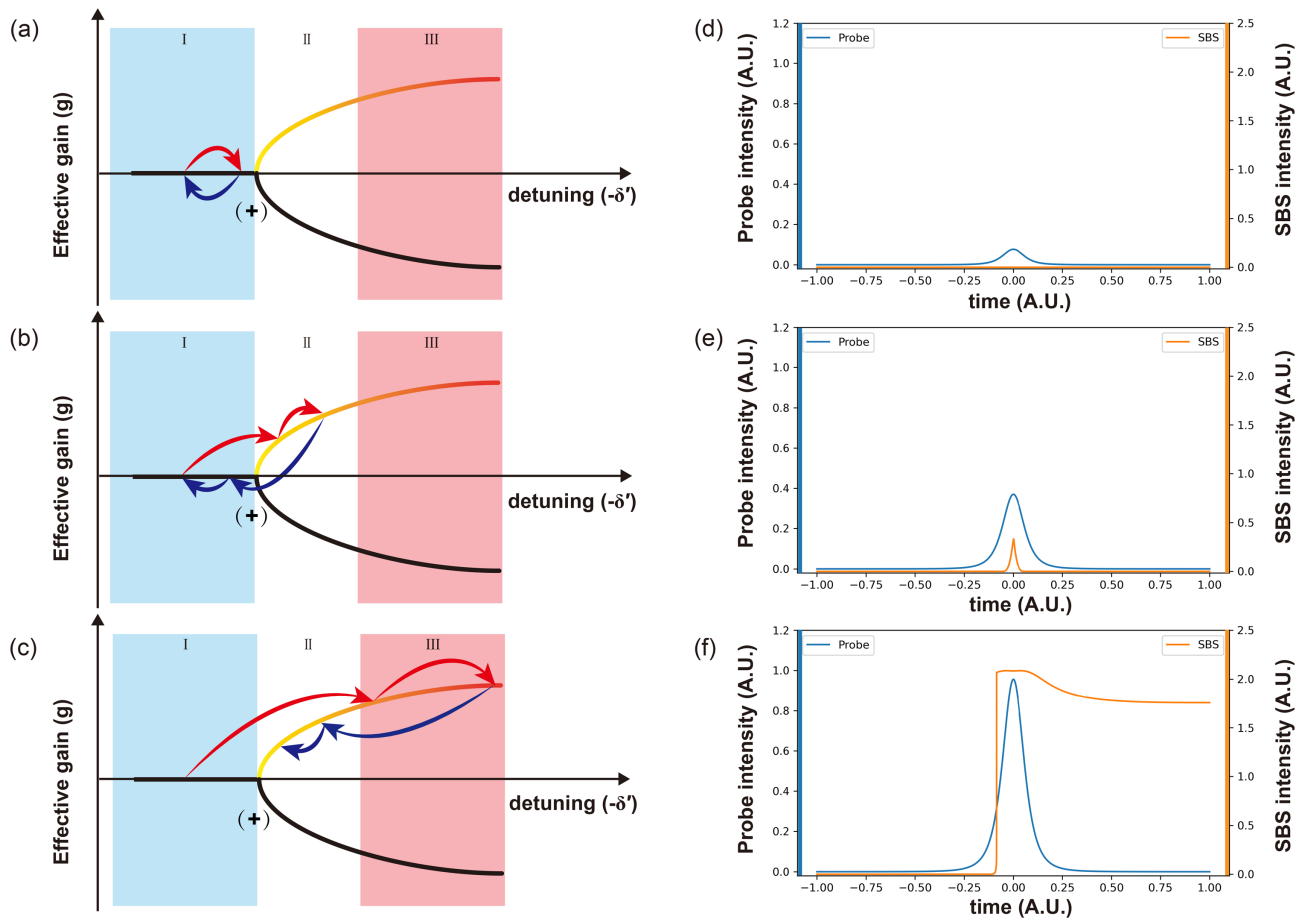 (a)
Effective gain (g)
I
II
III
detuning (-δ′)
(+)
(d)
Probe intensity (A.U.)
1.2
1.0
0.8
0.6
0.4
0.2
0.0
Probe
SBS
2.5
2.0
1.5
1.0
0.5
0.0
SBS intensity (A.U.)
−1.00 −0.75 −0.50 −0.25 0.00 0.25 0.50 0.75 1.00
time (A.U.)
(b)
Effective gain (g)
I
II
III
detuning (-δ′)
(+)
(e)
Probe intensity (A.U.)
1.2
1.0
0.8
0.6
0.4
0.2
0.0
Probe
SBS
2.5
2.0
1.5
1.0
0.5
0.0
SBS intensity (A.U.)
−1.00 −0.75 −0.50 −0.25 0.00 0.25 0.50 0.75 1.00
time (A.U.)
(c)
Effective gain (g)
I
II
III
detuning (-δ′)
(+)
(f)
Probe intensity (A.U.)
1.2
1.0
0.8
0.6
0.4
0.2
0.0
Probe
SBS
2.5
2.0
1.5
1.0
0.5
0.0
SBS intensity (A.U.)
−1.00 −0.75 −0.50 −0.25 0.00 0.25 0.50 0.75 1.00
time (A.U.)